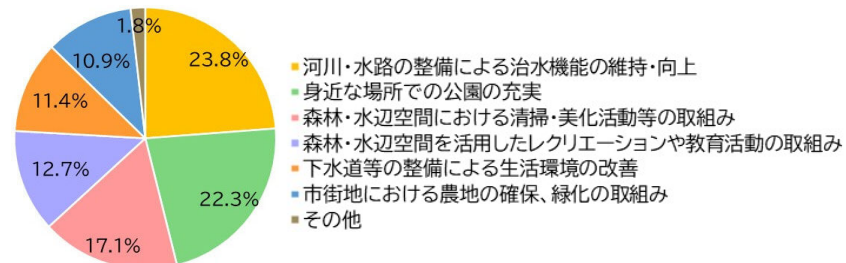 1.8%
23.8%
10.9%
11.4%
12.7%
22.3%
17.1%
河川・水路の整備による治水機能の維持・向上
身近な場所での公園の充実
森林・水辺空間における清掃・美化活動等の取組み
森林・水辺空間を活用したレクリエーションや教育活動の取組み
下水道等の整備による生活環境の改善
市街地における農地の確保、緑化の取組み
その他